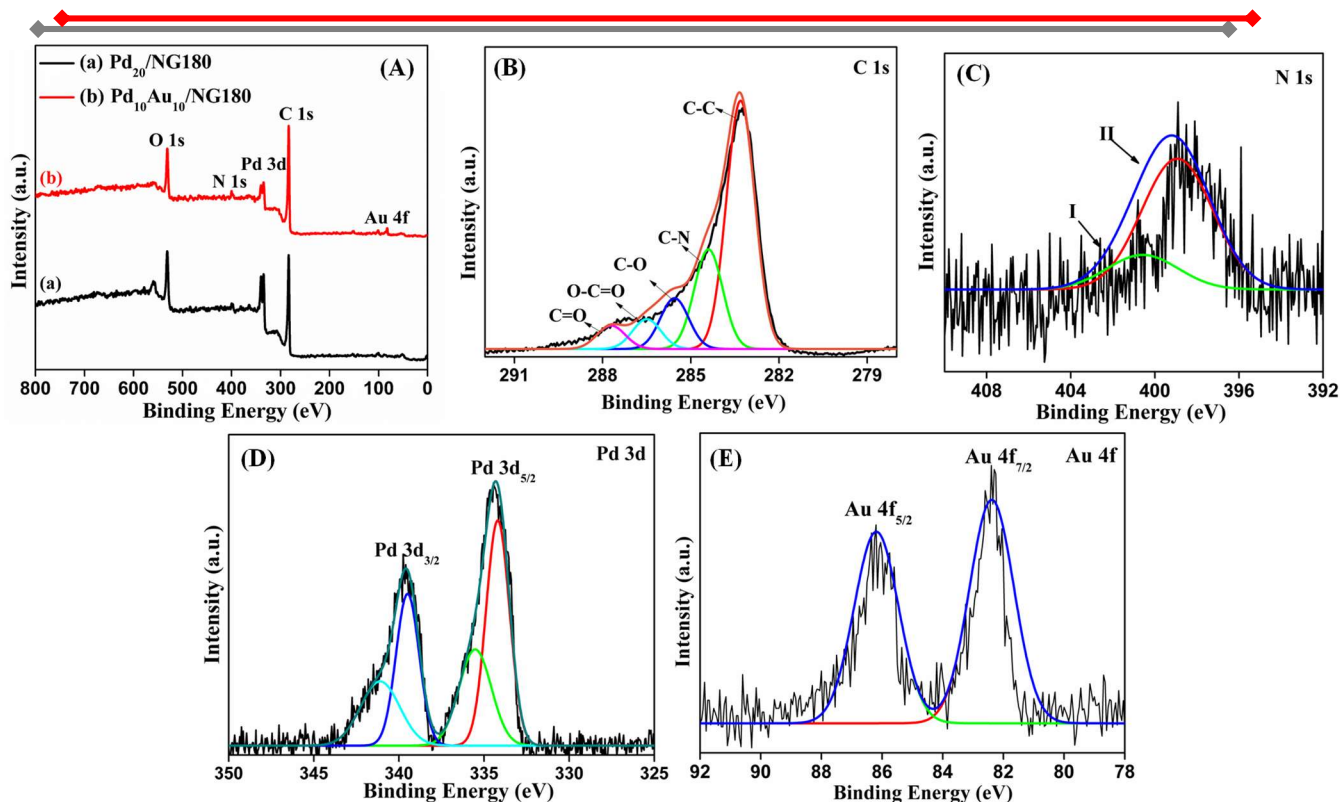 (a) Pd20/NG180
(b) Pd10Au10/NG180
(A)
O 1s
N 1s
Pd 3d
C 1s
Au 4f
(b)
(a)
Intensity (a.u.)
800 700 600 500 400 300 200 100 0
Binding Energy (eV)
(B)
C 1s
C-C
C-N
C-O
O-C=O
C=O
Intensity (a.u.)
291 288 285 282 279
Binding Energy (eV)
(C)
N 1s
II
I
Intensity (a.u.)
408 404 400 396 392
Binding Energy (eV)
(D)
Pd 3d
Pd 3d5/2
Pd 3d3/2
Intensity (a.u.)
350 345 340 335 330 325
Binding Energy (eV)
(E)
Au 4f7/2
Au 4f
Au 4f5/2
Intensity (a.u.)
92 90 88 86 84 82 80 78
Binding Energy (eV)